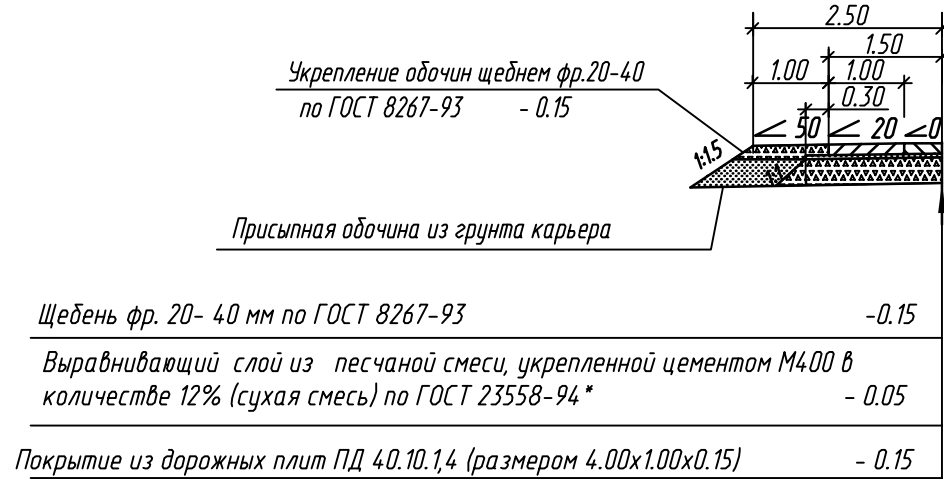 2.50
1.50
Укрепление обочин щебнем фр.20-40
1.00 1.00
по ГОСТ 8267-93 - 0.15
0.30
50 20 0
1:1.5
1:1
Присыпная обочина из грунта карьера
Щебень фр. 20- 40 мм по ГОСТ 8267-93 -0.15
Выравнивающий слой из песчаной смеси, укрепленной цементом М400 в
количестве 12% (сухая смесь) по ГОСТ 23558-94* - 0.05
Покрытие из дорожных плит ПД 40.10.1,4 (размером 4.00х1.00х0.15) - 0.15